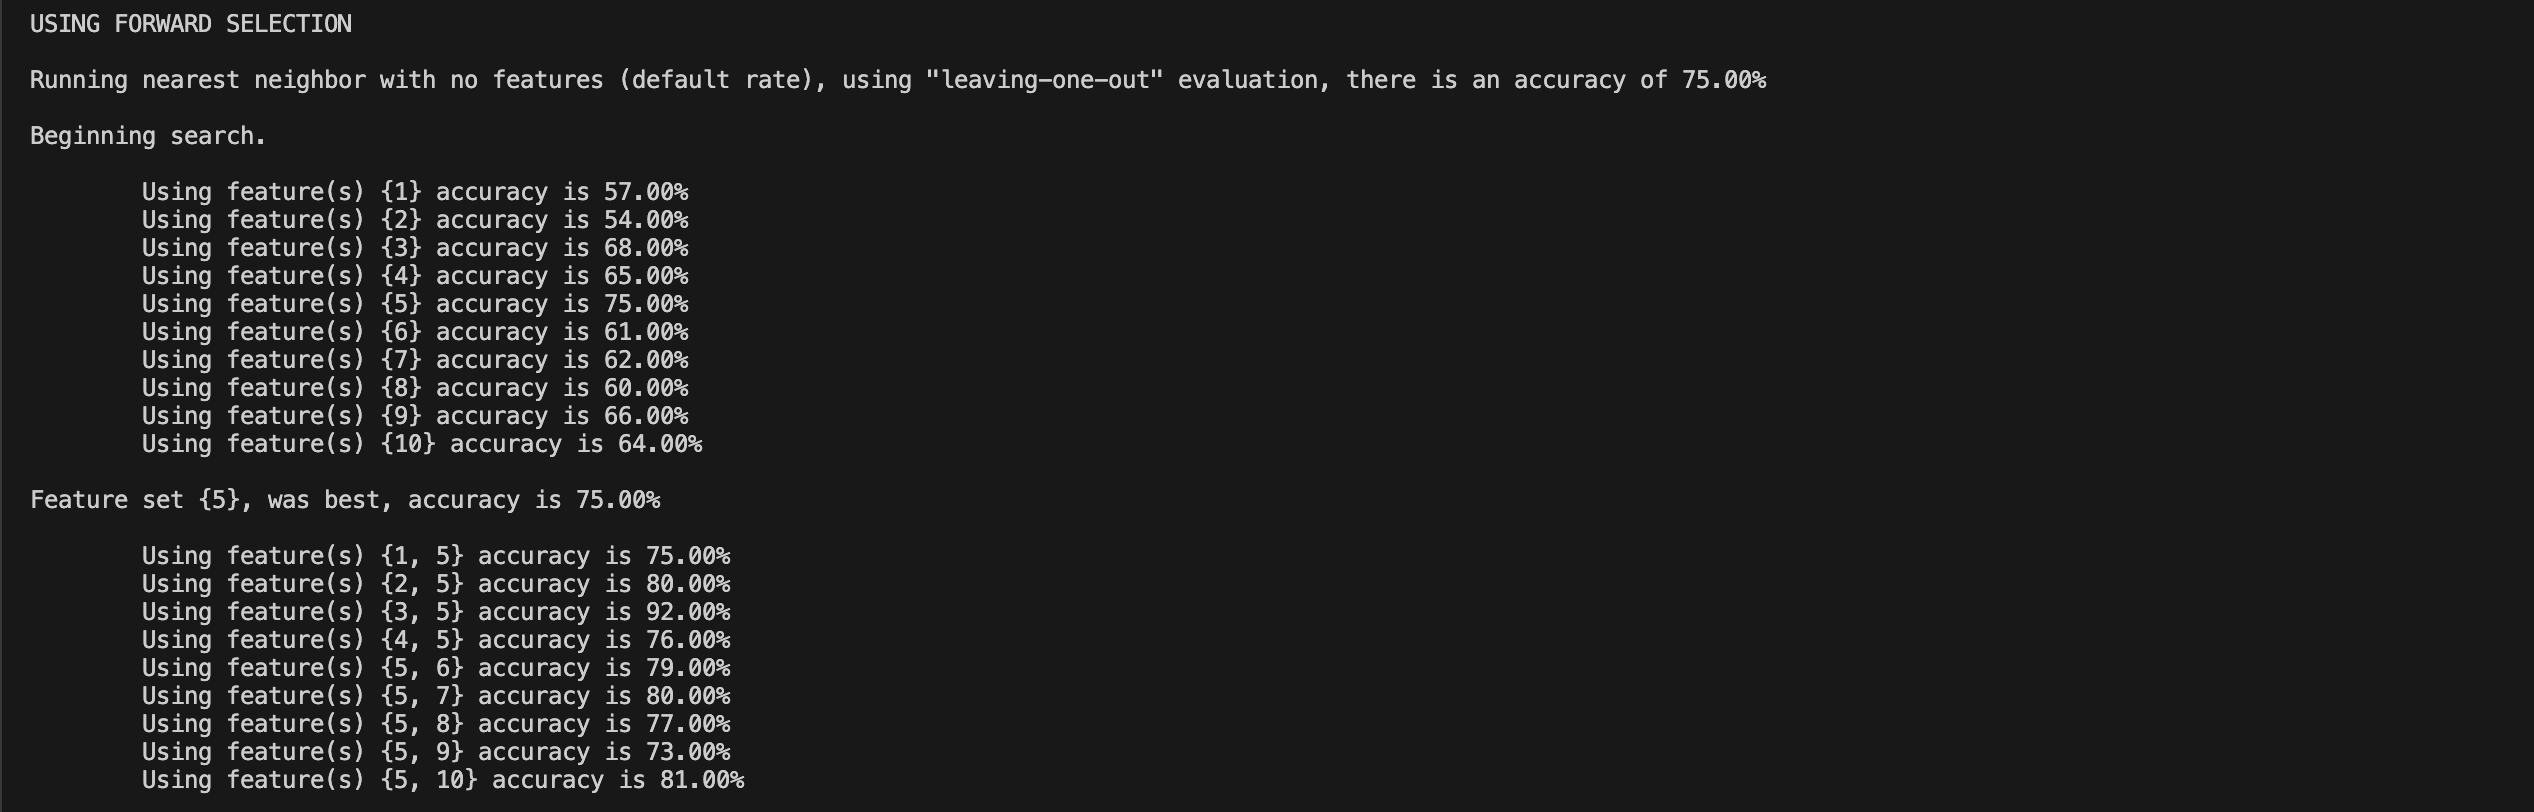 USING FORWARD SELECTION
Running nearest neighbor with no features (default rate), using "leaving-one-out" evaluation, there is an accuracy of 75.00%
Beginning search.
Using feature(s) {1} accuracy is 57.00%
Using feature(s) {2} accuracy is 54.00%
Using feature(s) {3} accuracy is 68.00%
Using feature(s) {4} accuracy is 65.00%
Using feature(s) {5} accuracy is 75.00%
Using feature(s) {6} accuracy is 61.00%
Using feature(s) {7} accuracy is 62.00%
Using feature(s) {8} accuracy is 60.00%
Using feature(s) {9} accuracy is 66.00%
Using feature(s) {10} accuracy is 64.00%
Feature set {5}, was best, accuracy is 75.00%
Using feature(s) {1, 5} accuracy is 75.00%
Using feature(s) {2, 5} accuracy is 80.00%
Using feature(s) {3, 5} accuracy is 92.00%
Using feature(s) {4, 5} accuracy is 76.00%
Using feature(s) {5, 6} accuracy is 79.00%
Using feature(s) {5, 7} accuracy is 80.00%
Using feature(s) {5, 8} accuracy is 77.00%
Using feature(s) {5, 9} accuracy is 73.00%
Using feature(s) {5, 10} accuracy is 81.00%